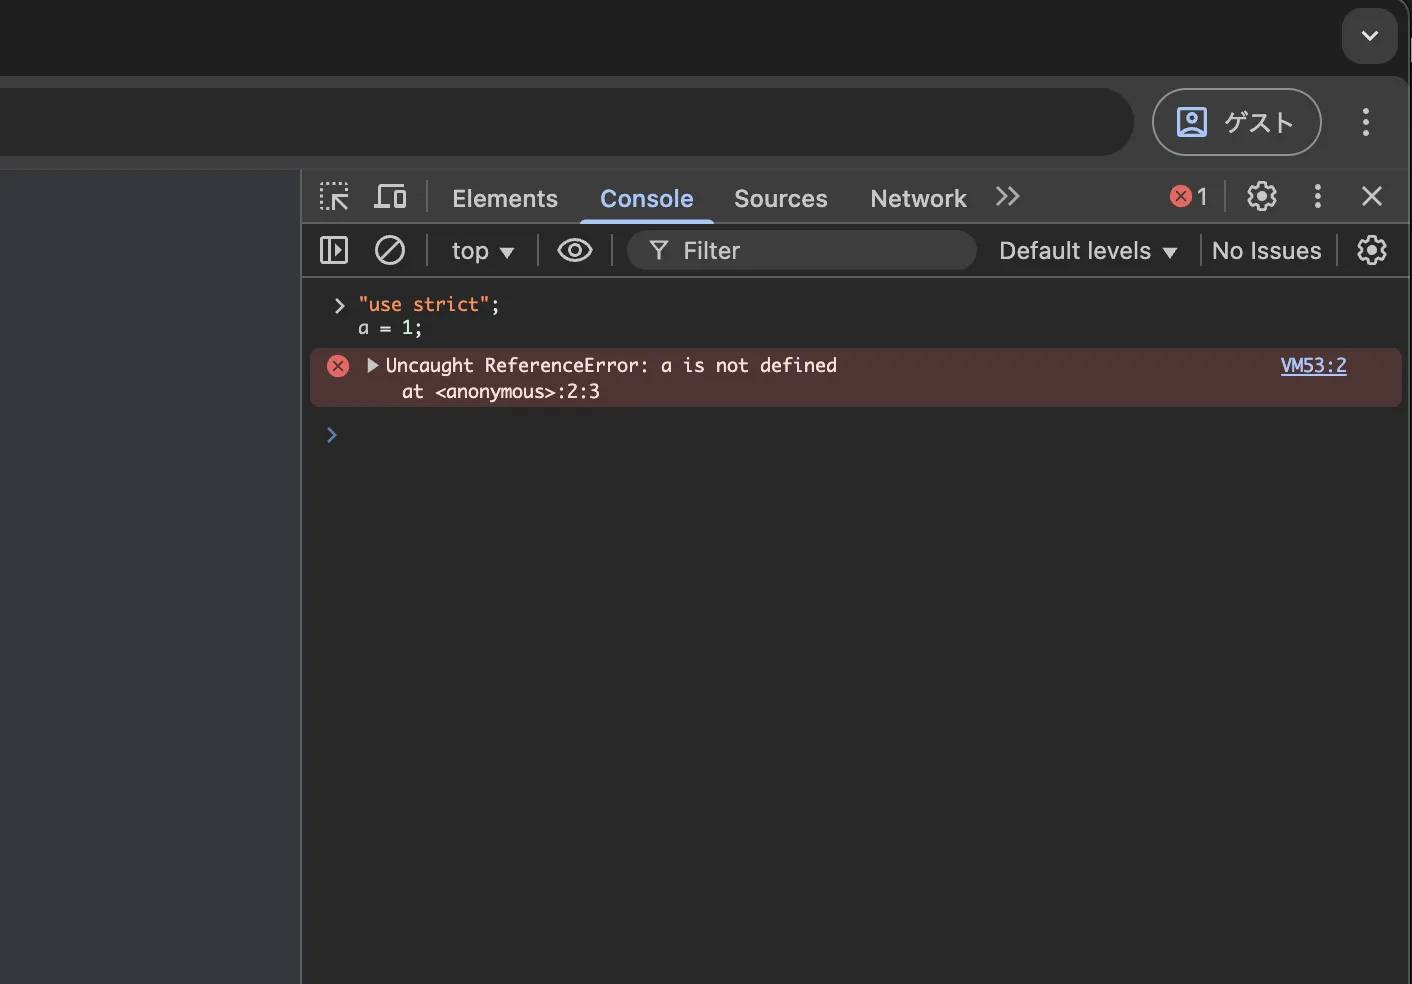 ゲスト
Elements Console Sources Network 1
top Filter Default levels No Issues
"use strict";
a = 1;
Uncaught ReferenceError: a is not defined VM53:2
at <anonymous>:2:3